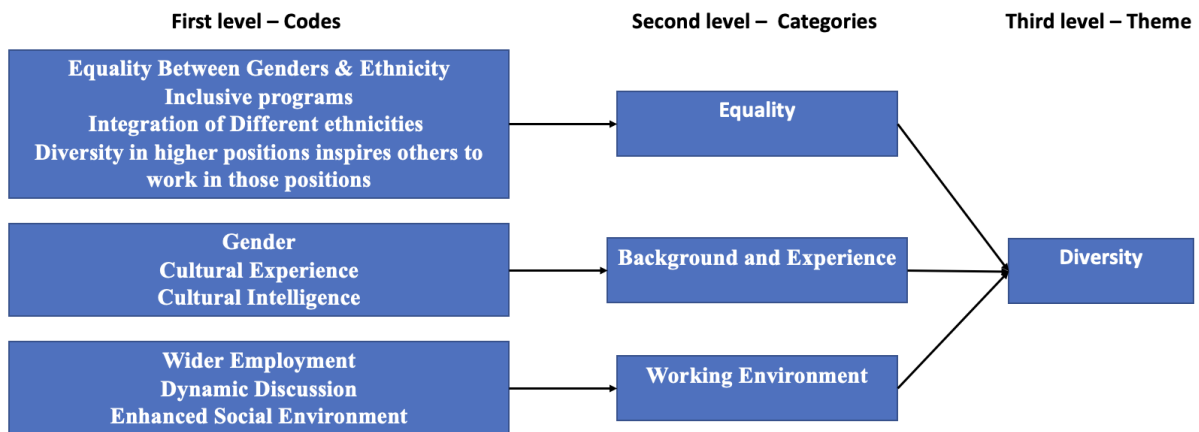 First level – Codes
Second level –  Categories
Third level – Theme
Equality Between Genders & Ethnicity
Inclusive programs
Integration of Different ethnicities
Diversity in higher positions inspires others to
work in those positions
Equality
Gender
Cultural Experience
Cultural Intelligence
Background and Experience
Diversity
Wider Employment
Dynamic Discussion
Enhanced Social Environment
Working Environment